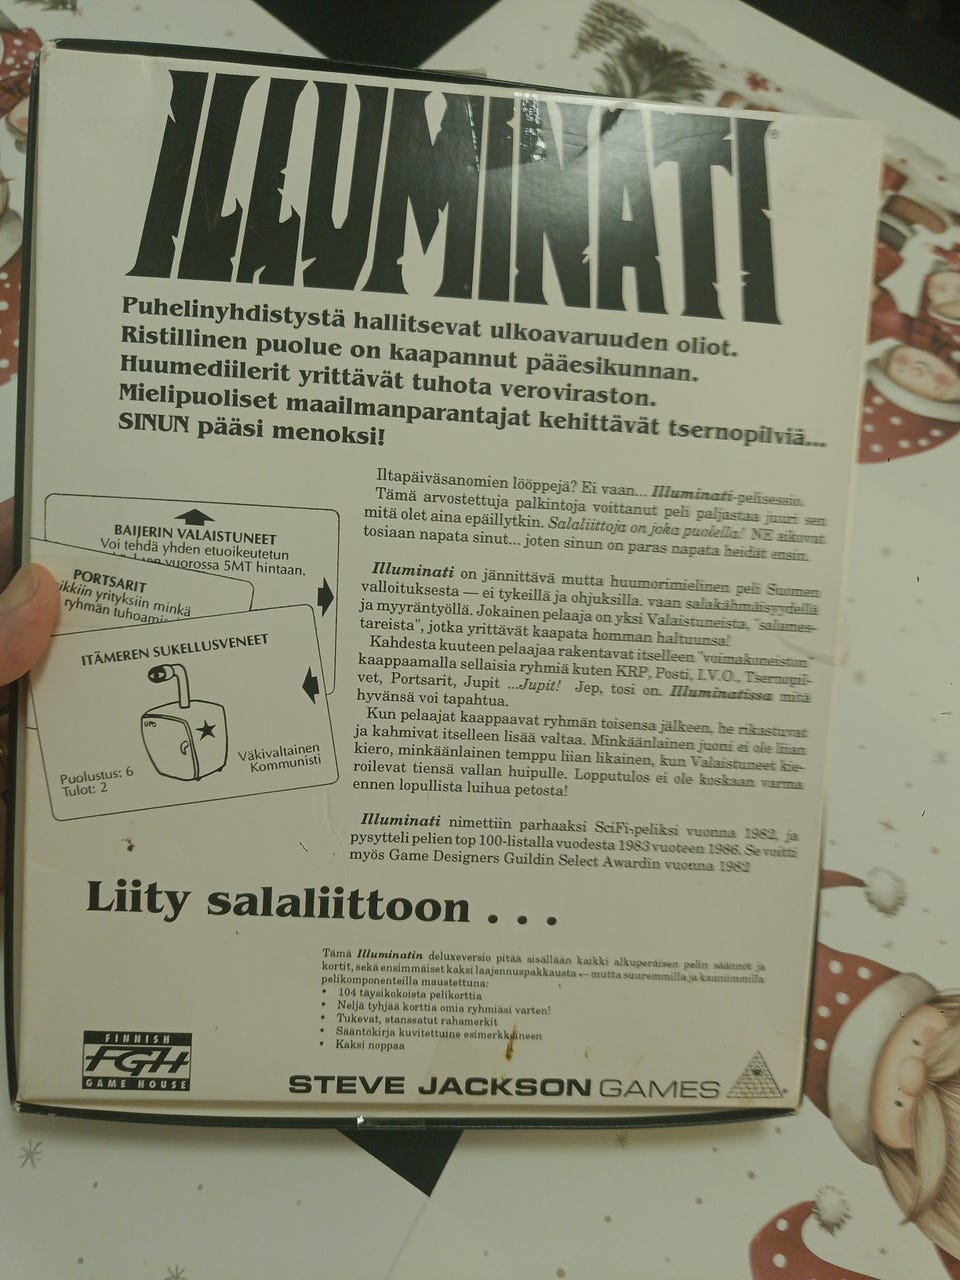 ILLUMINATI®
Puhelinyhdistystä hallitsevat ulkoavaruuden oliot.
Ristillinen puolue on kaapannut pääesikunnan.
Huumediilerit yrittävät tuhota veroviraston.
Mielipuoliset maailmanparantajat kehittävät tsernopilviä...
SINUN pääsi menoksi!
Iltapäiväsanomien lööppejä? Ei vaan... Illuminati-pelisessio.
Tämä arvostettuja palkintoja voittanut peli paljastaa juuri sen
mitä olet aina epäillytkin. Salaliittoja on joka puolella! NE aikovat
tosiaan napata sinut... joten sinun on paras napata heidät ensin.
Illuminati on jännittävä mutta huumorimielinen peli Suomen
valloituksesta — ei tykeillä ja ohjuksilla. vaan salakähmäisyydellä
ja myyräntyöllä. Jokainen pelaaja on yksi Valaistuneista, "salames-
tareista", jotka yrittävät kaapata homman haltuunsa!
Kahdesta kuuteen pelaajaa rakentavat itselleen "voimakoneiston"
kaappaamalla sellaisia ryhmiä kuten KRP, Posti, I.V.O., Tsernopil-
vet, Portsarit, Jupit ...Jupit! Jep, tosi on. Illuminatissa mitä
hyvänsä voi tapahtua.
Kun pelaajat kaappaavat ryhmän toisensa jälkeen, he rikastuvat
ja kahmivat itselleen lisää valtaa. Minkäänlainen juoni ei ole liian
kiero, minkäänlainen temppu liian likainen, kun Valaistuneet kie-
roilevat tiensä vallan huipulle. Lopputulos ei ole koskaan varma
ennen lopullista luihua petosta!
Illuminati nimettiin parhaaksi SciFi-peliksi vuonna 1982, ja
pysytteli pelien top 100-listalla vuodesta 1983 vuoteen 1986. Se voitti
myös Game Designers Guildin Select Awardin vuonna 1982
BAIJERIN VALAISTUNEET
Voi tehdä yhden etuoikeutetun
vuorossa 5MT hintaan.
PORTSARIT
yrityksiin minkä
ryhmän
ITÄMEREN SUKELLUSVENEET
UPO
Väkivaltainen
Kommunisti
Puolustus: 6
Tulot: 2
Liity salaliittoon . . .
Tämä Illuminatin deluxeversio pitää sisällään kaikki alkuperäisen pelin säännöt ja
kortit, sekä ensimmäiset kaksi laajennuspakkausta — mutta suuremmilla ja kauniimmilla
pelikomponenteilla maustettuna:
• 104 täysikokoista pelikorttia
• Neljä tyhjää korttia omia ryhmiäsi varten!
• Tukevat, stanssatut rahamerkit
• Sääntökirja kuvitettuine esimerkkeineen
• Kaksi noppaa
FINNISH
FGH
GAME HOUSE
STEVE JACKSON GAMES